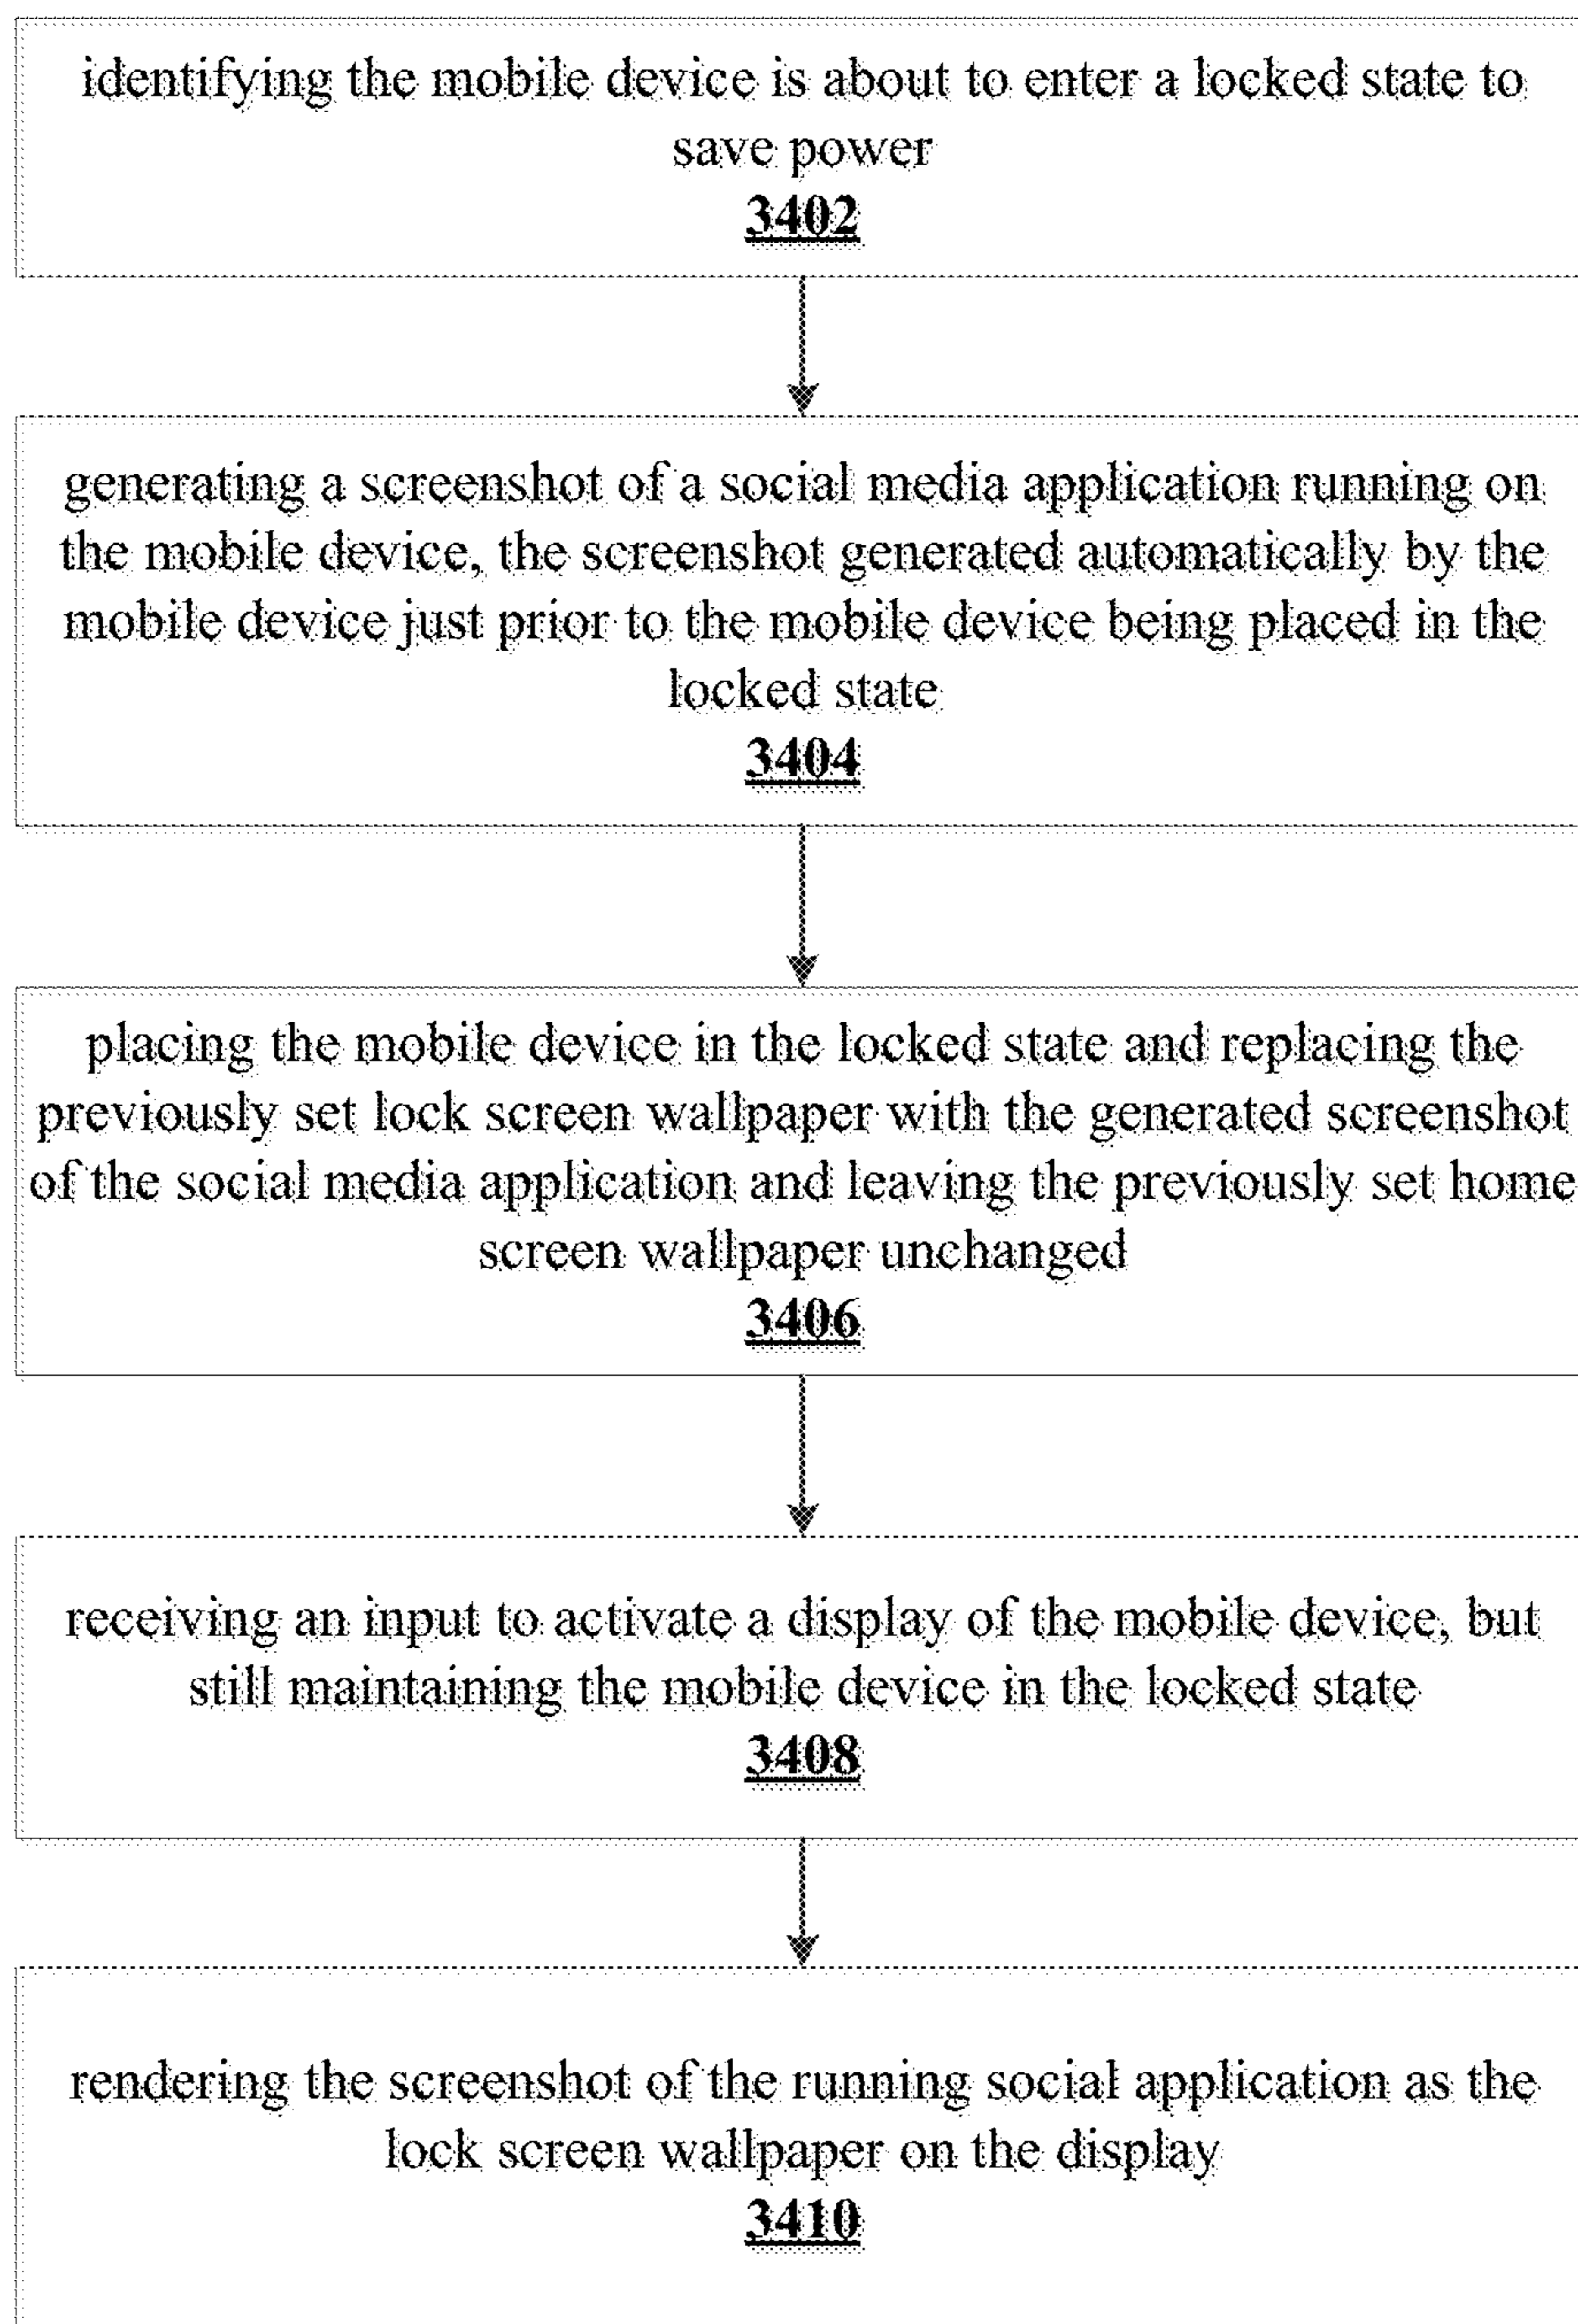 identifying the mobile device is about to enter a locked state to
save power
3402
generating a screenshot of a social media application running on
the mobile device, the screenshot generated automatically by the
mobile device just prior to the mobile device being placed in the
locked state
3404
placing the mobile device in the locked state and replacing the
previously set lock screen wallpaper with the generated screenshot
of the social media application and leaving the previously set home
screen wallpaper unchanged
3406
receiving an input to activate a display of the mobile device, but
still maintaining the mobile device in the locked state
3408
rendering the screenshot of the running social application as the
lock screen wallpaper on the display
3410